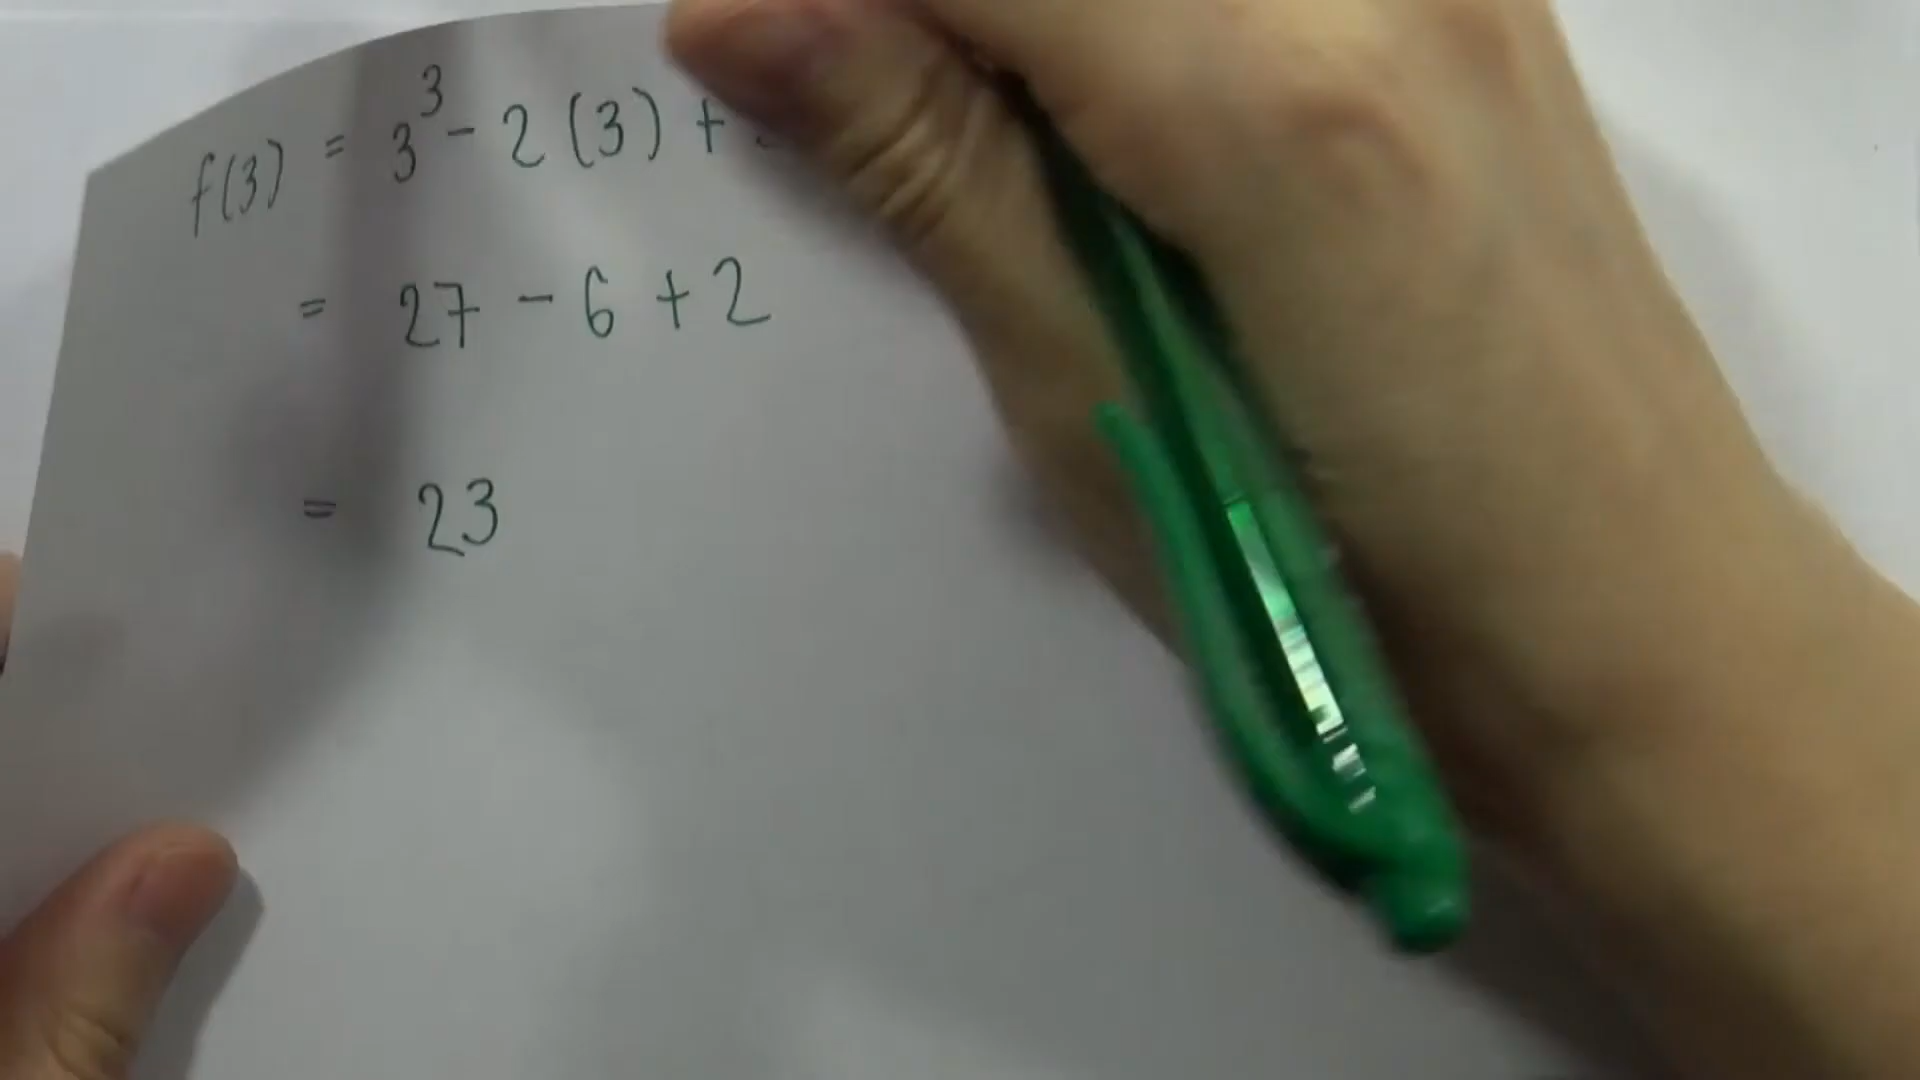 f(3) = 3³ - 2(3) +
= 27 - 6 + 2
= 23